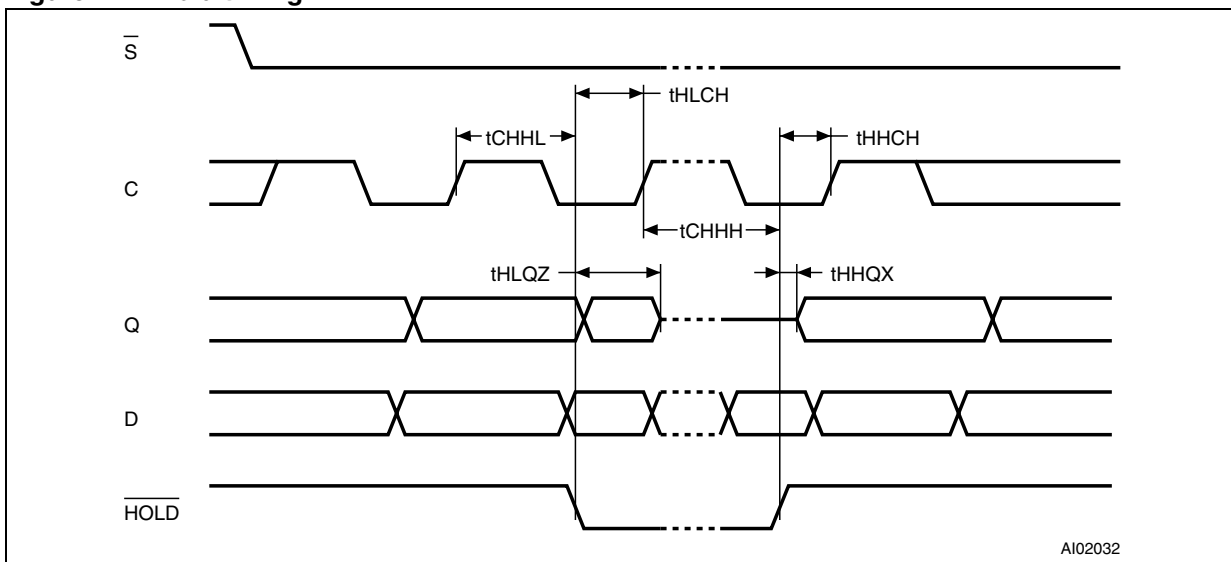 S
tHLCH
tCHHL
tHHCH
C
tCHHH
tHLQZ
tHHQX
Q
D
HOLD
AI02032